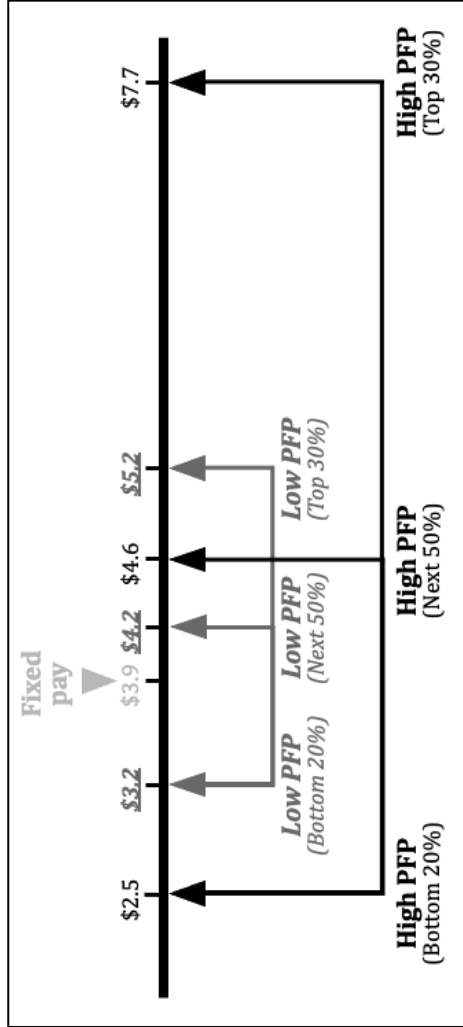 Fixed
pay
$2.5
$3.2
$3.9
$4.2
$4.6
$5.2
$7.7
Low PFP
(Bottom 20%)
Low PFP
(Next 50%)
Low PFP
(Top 30%)
High PFP
(Bottom 20%)
High PFP
(Next 50%)
High PFP
(Top 30%)